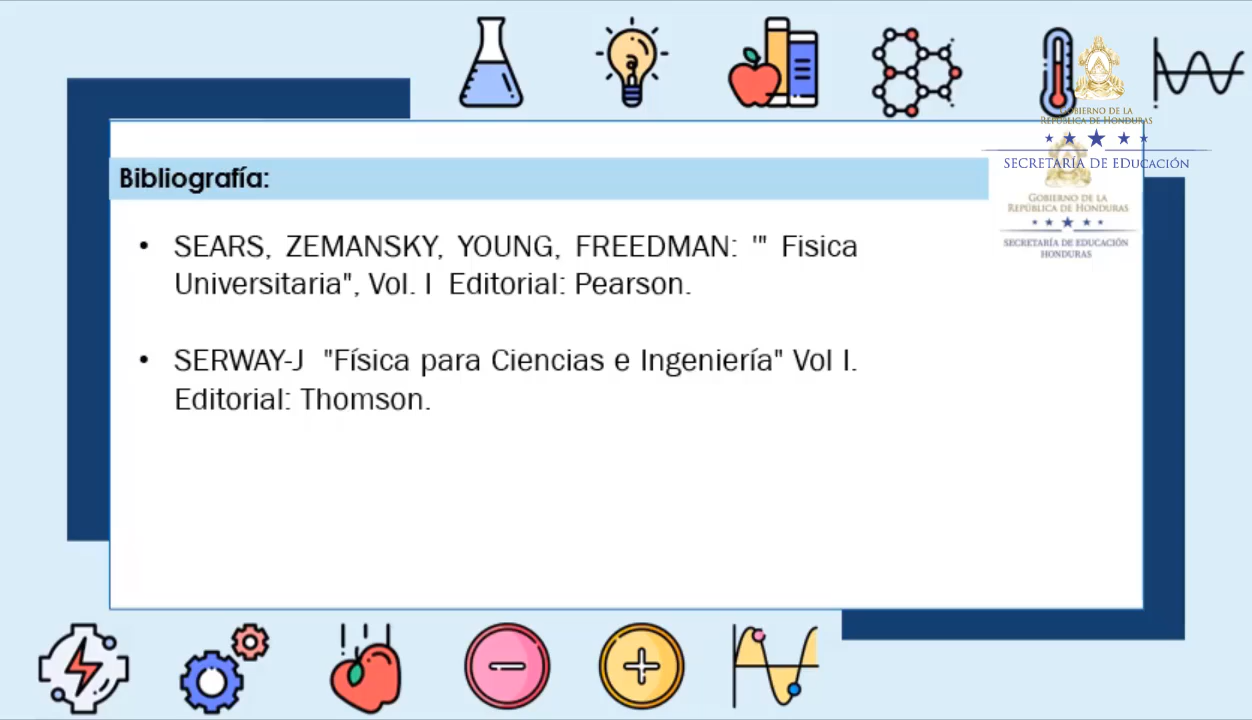 GOBIERNO DE LA
REPÚBLICA DE HONDURAS
SECRETARÍA DE EDUCACIÓN
Bibliografía:
GOBIERNO DE LA
REPÚBLICA DE HONDURAS
SECRETARÍA DE EDUCACIÓN
HONDURAS
• SEARS, ZEMANSKY, YOUNG, FREEDMAN: '" Fisica
Universitaria", Vol. I Editorial: Pearson.
• SERWAY-J "Física para Ciencias e Ingeniería" Vol I.
Editorial: Thomson.